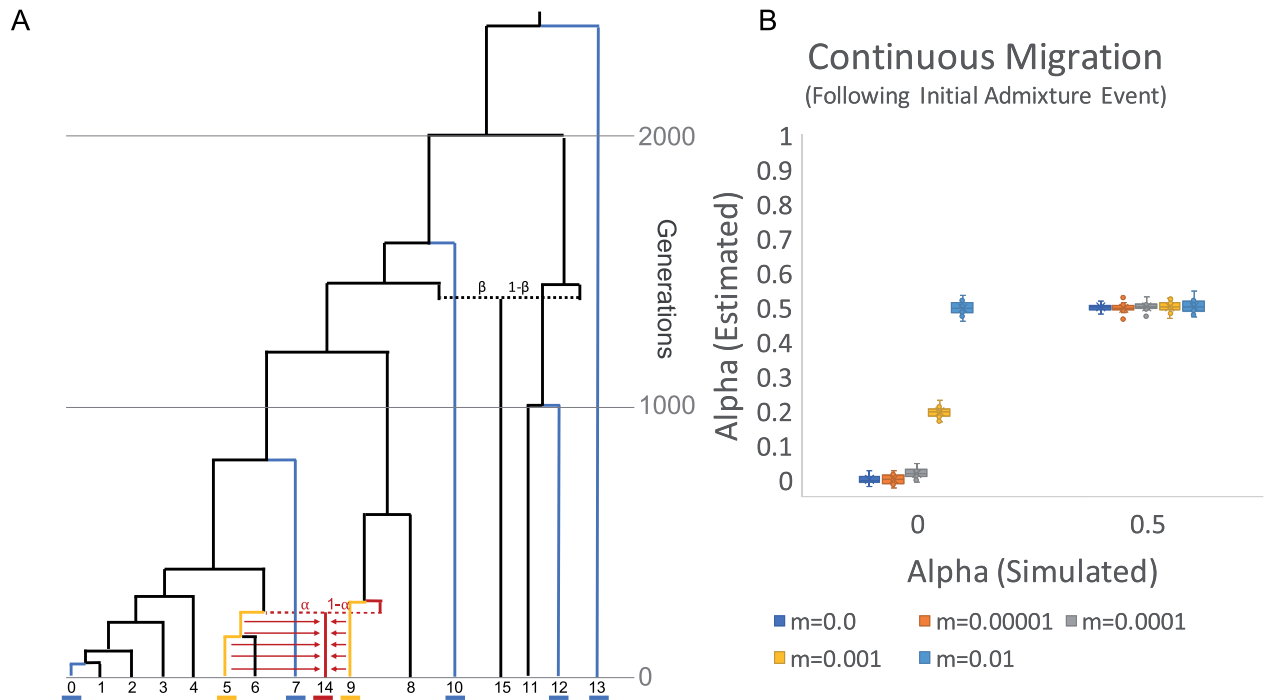 A
2000
1000
0
Generations
β 1-β
α 1-α
0 1 2 3 4 5 6 7 14 9 8 10 15 11 12 13
B
Continuous Migration
(Following Initial Admixture Event)
Alpha (Estimated)
1
0.9
0.8
0.7
0.6
0.5
0.4
0.3
0.2
0.1
0
0 0.5
Alpha (Simulated)
m=0.0 m=0.00001 m=0.0001
m=0.001 m=0.01